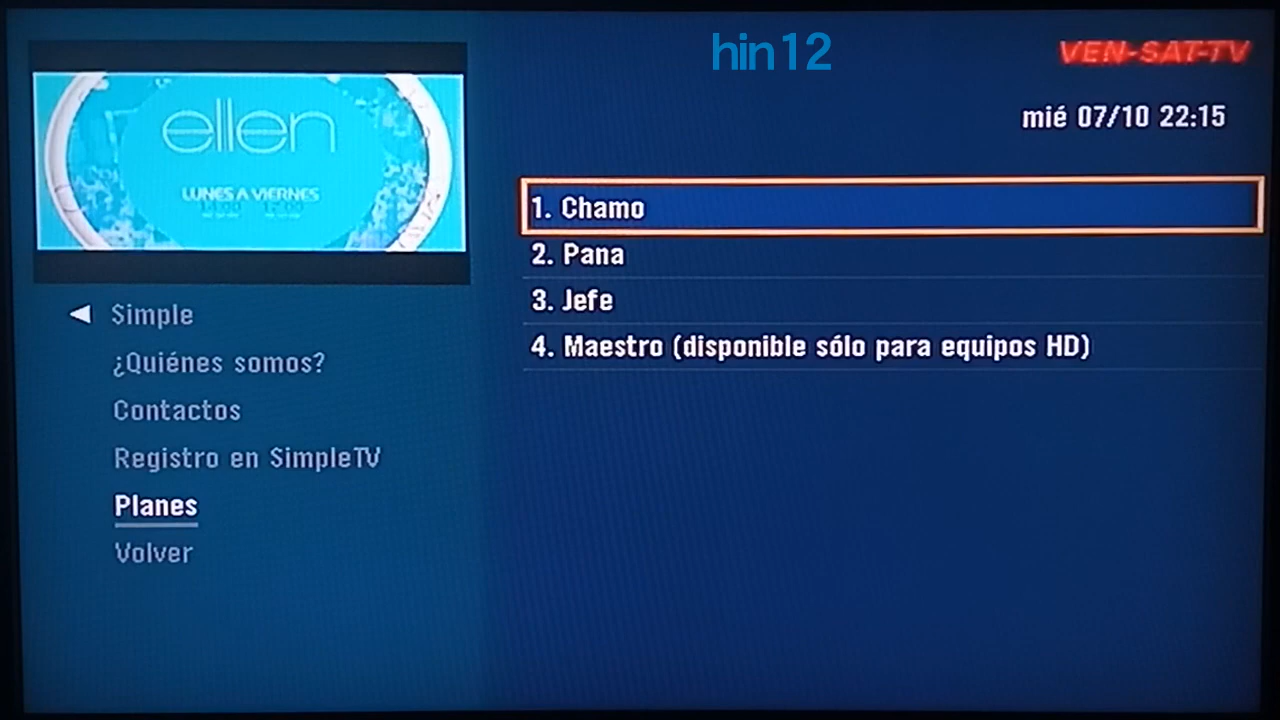 hin12
VEN-SAT-TV
mié 07/10 22:15
ellen
LUNES A VIERNES
1. Chamo
2. Pana
3. Jefe
4. Maestro (disponible sólo para equipos HD)
Simple
¿Quiénes somos?
Contactos
Registro en SimpleTV
Planes
Volver